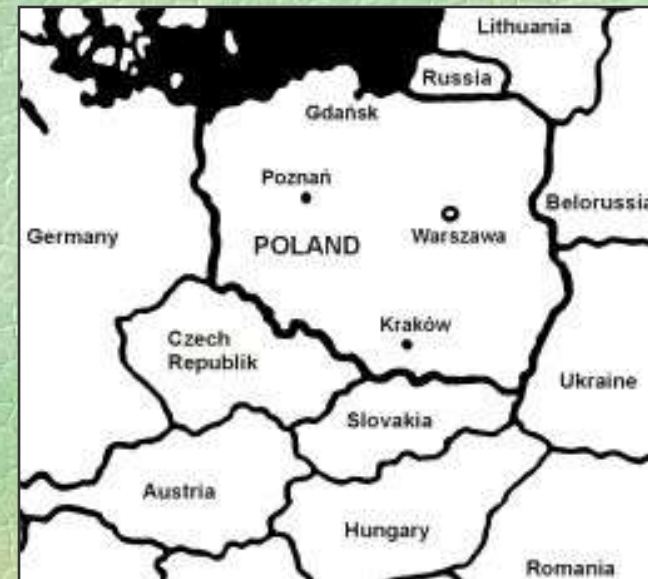 Lithuania
Russia
Gdańsk
Poznań
Belorussia
Germany
POLAND
Warszawa
Kraków
Czech
Republik
Ukraine
Slovakia
Austria
Hungary
Romania